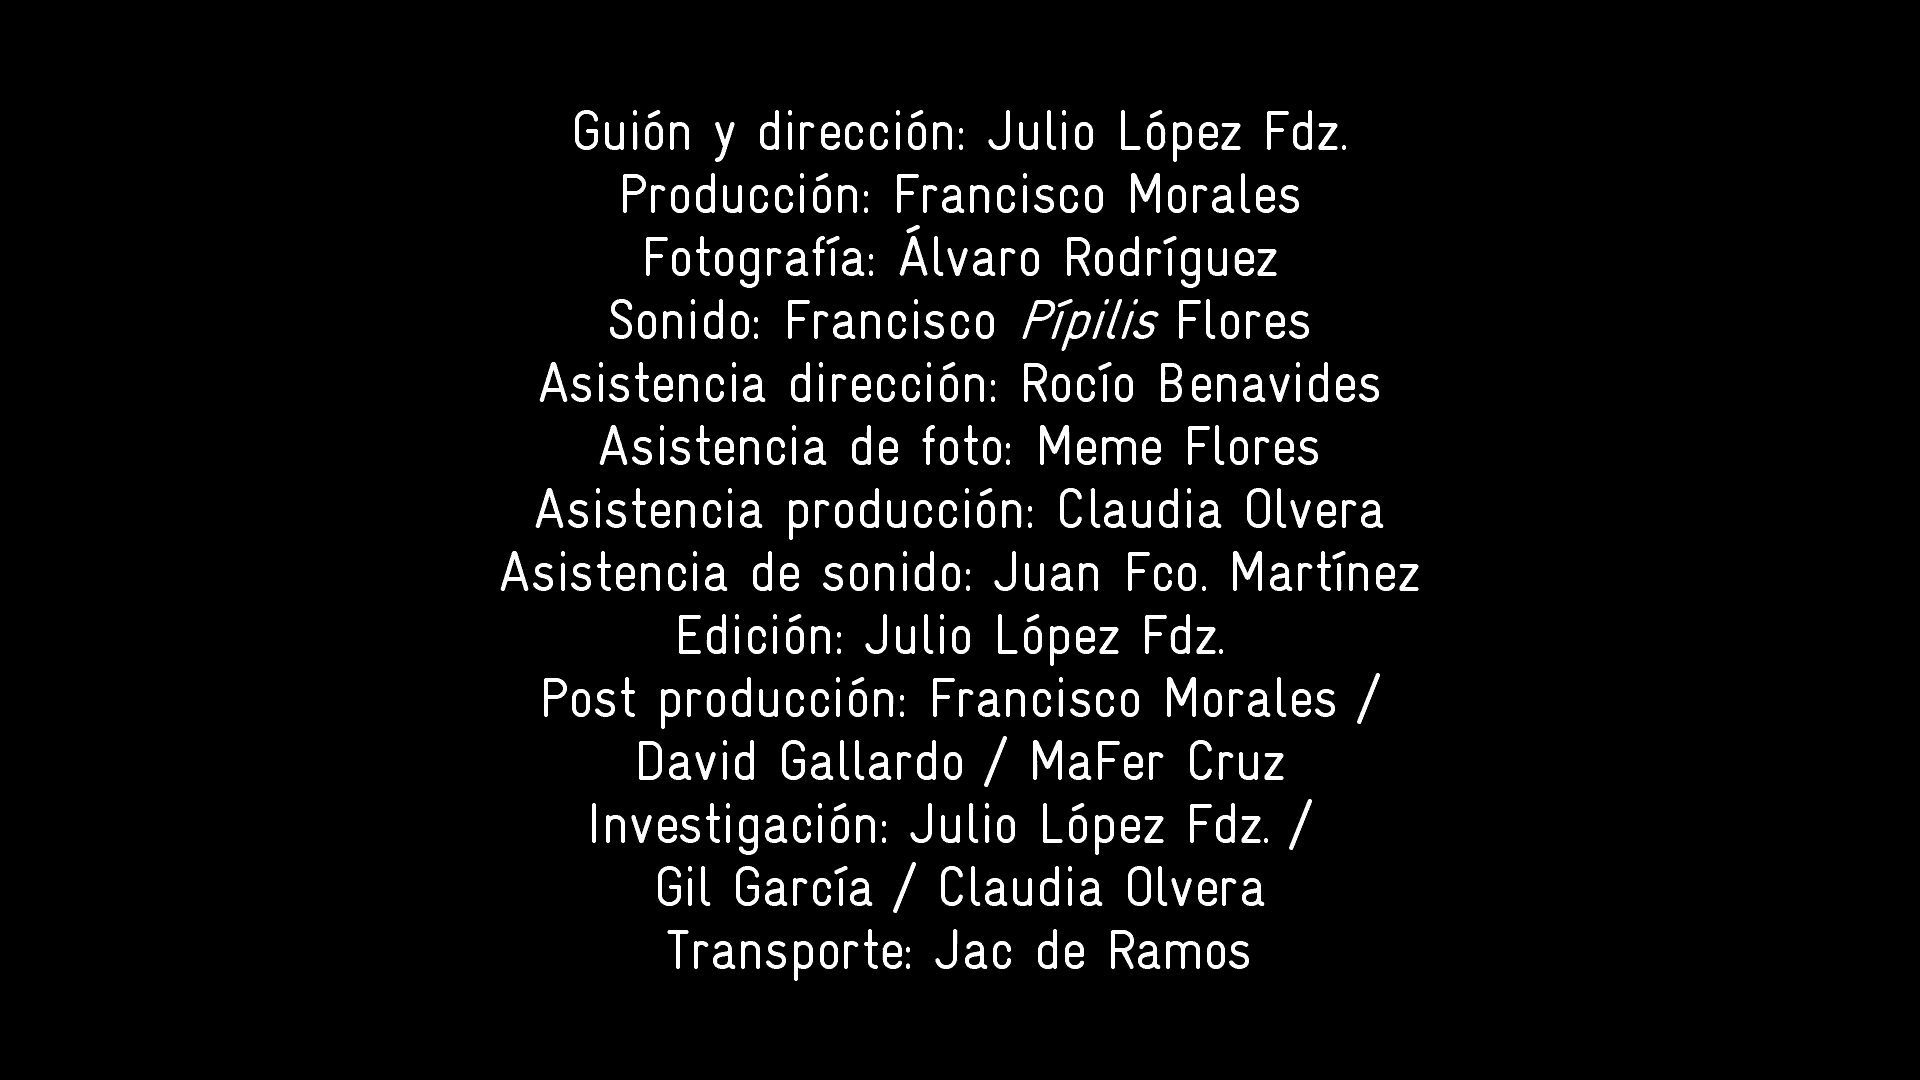 Guión y dirección: Julio López Fdz.
Producción: Francisco Morales
Fotografía: Álvaro Rodríguez
Sonido: Francisco Pípilis Flores
Asistencia dirección: Rocío Benavides
Asistencia de foto: Meme Flores
Asistencia producción: Claudia Olvera
Asistencia de sonido: Juan Fco. Martínez
Edición: Julio López Fdz.
Post producción: Francisco Morales /
David Gallardo / MaFer Cruz
Investigación: Julio López Fdz. /
Gil García / Claudia Olvera
Transporte: Jac de Ramos